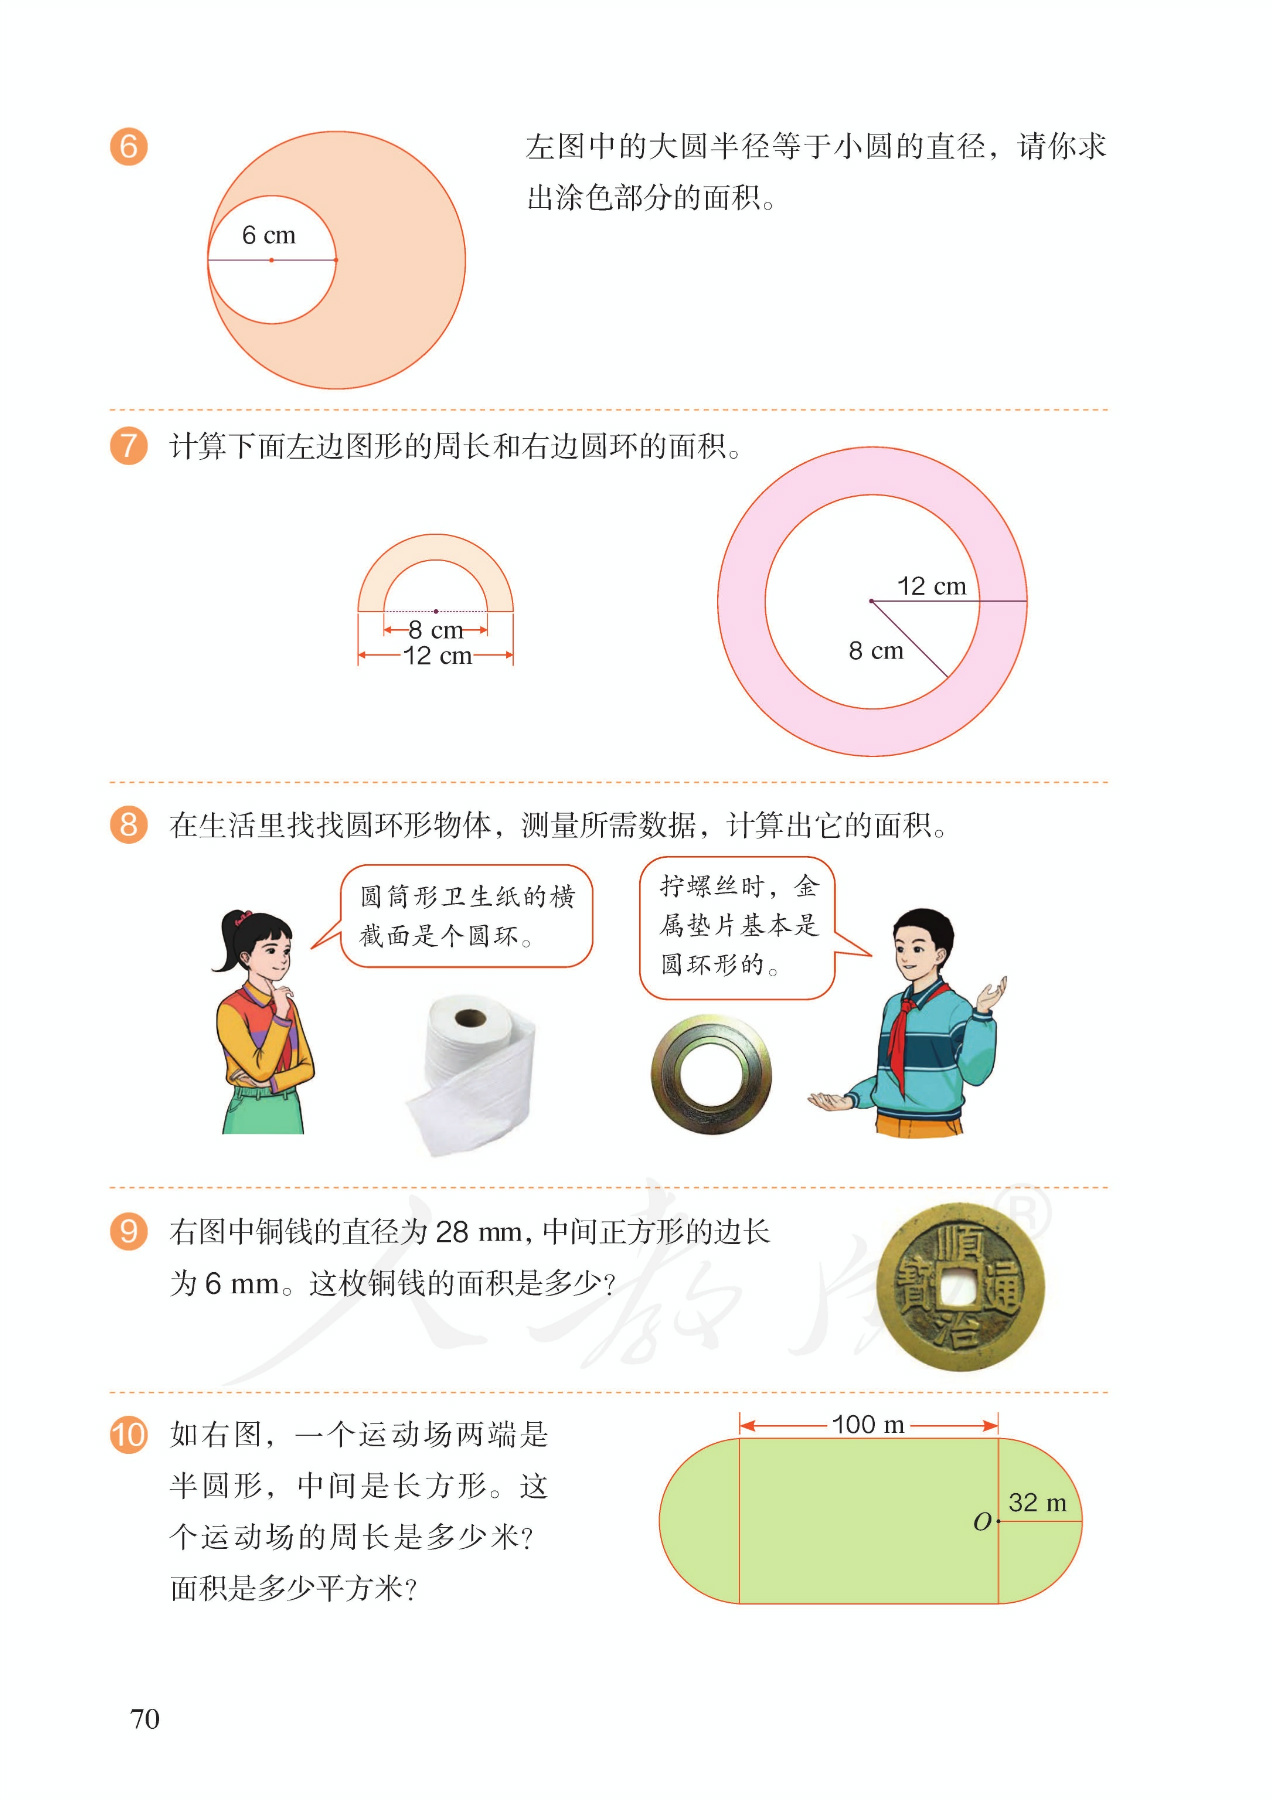 6
左图中的大圆半径等于小圆的直径，请你求
出涂色部分的面积。
6 cm
7 计算下面左边图形的周长和右边圆环的面积。
8 cm
12 cm
12 cm
8 cm
8 在生活里找找圆环形物体，测量所需数据，计算出它的面积。
圆筒形卫生纸的横
截面是个圆环。
拧螺丝时，金
属垫片基本是
圆环形的。
9 右图中铜钱的直径为 28 mm，中间正方形的边长
为 6 mm。这枚铜钱的面积是多少？
順
寶 通
治
人教
®
10 如右图，一个运动场两端是
半圆形，中间是长方形。这
个运动场的周长是多少米？
面积是多少平方米？
100 m
32 m
O
70